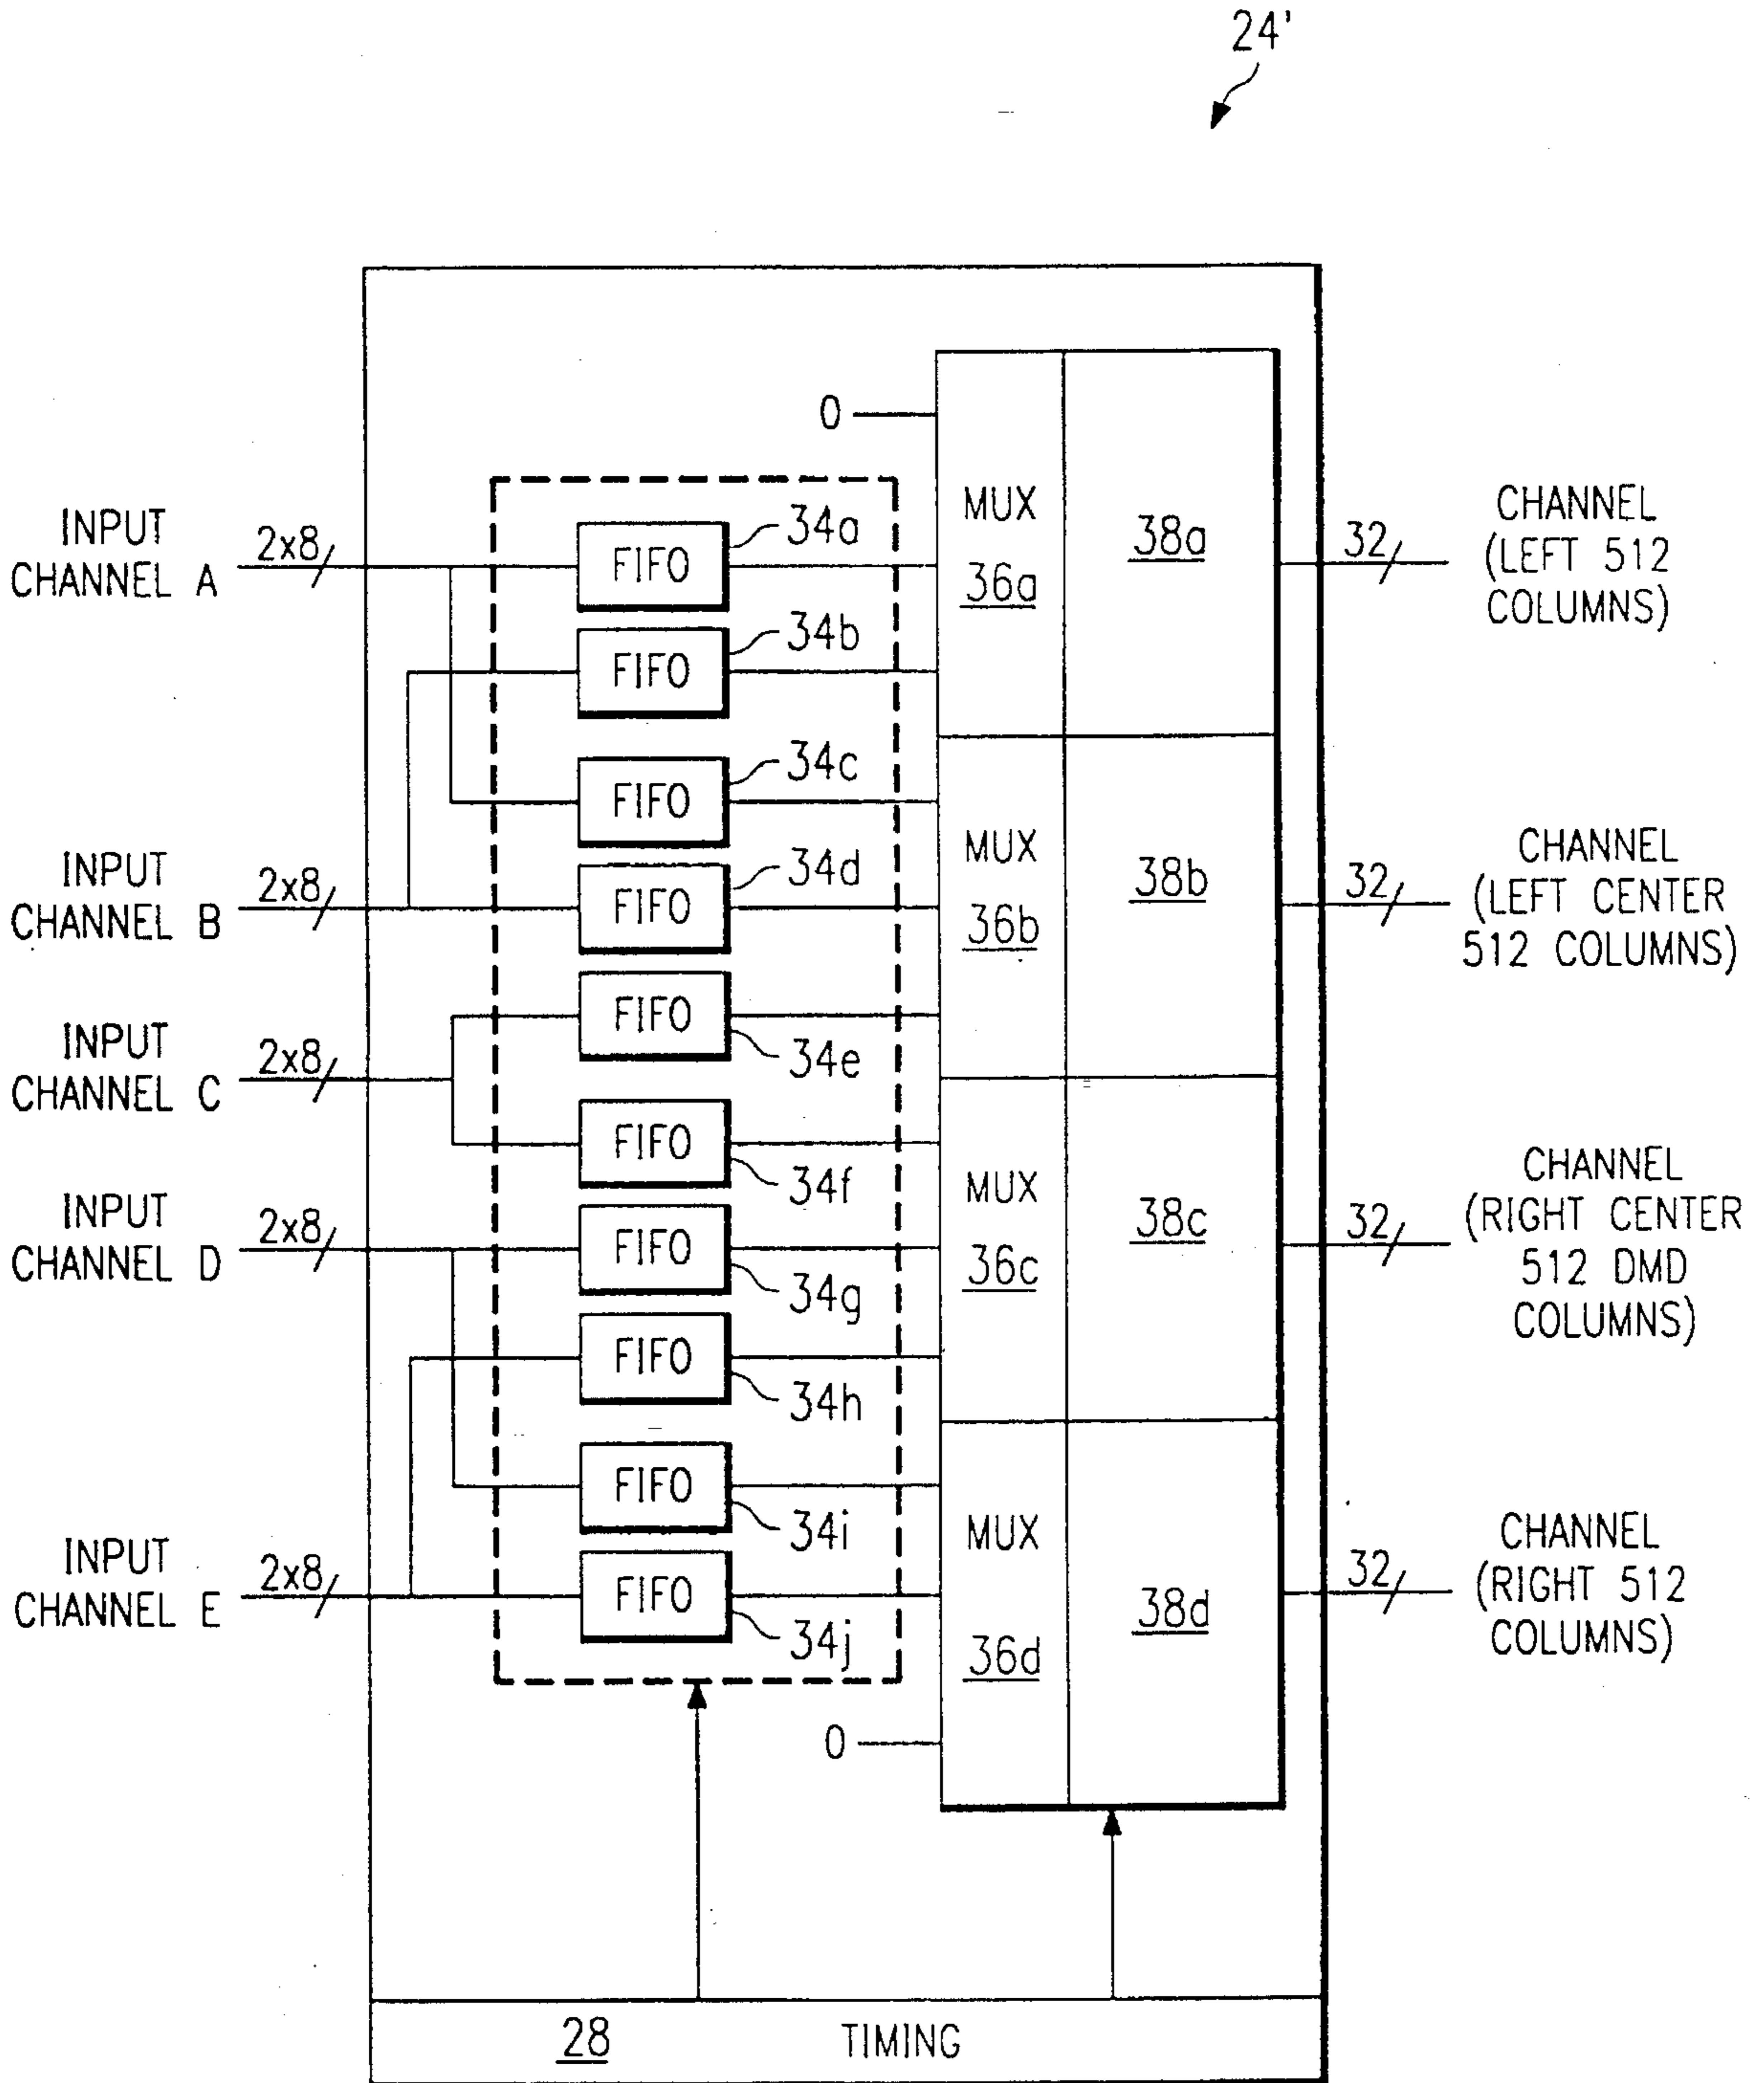 24'
0
INPUT
CHANNEL A
2x8
FIFO
34a
MUX
36a
38a
32
CHANNEL
(LEFT 512
COLUMNS)
FIFO
34b
FIFO
34c
INPUT
CHANNEL B
2x8
FIFO
34d
MUX
36b
38b
32
CHANNEL
(LEFT CENTER
512 COLUMNS)
INPUT
CHANNEL C
2x8
FIFO
34e
FIFO
34f
INPUT
CHANNEL D
2x8
FIFO
34g
MUX
36c
38c
32
CHANNEL
(RIGHT CENTER
512 DMD
COLUMNS)
FIFO
34h
FIFO
34i
INPUT
CHANNEL E
2x8
FIFO
34j
MUX
36d
38d
32
CHANNEL
(RIGHT 512
COLUMNS)
0
28
TIMING